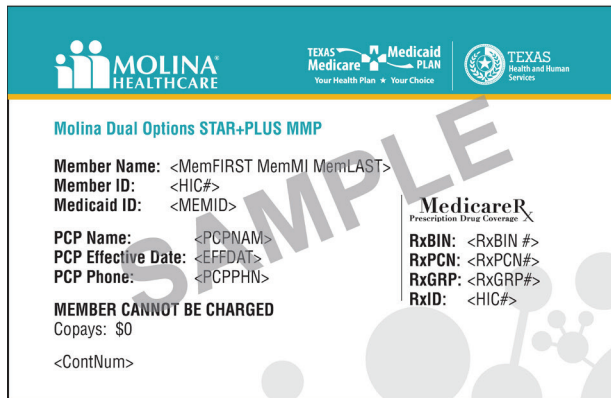 MOLINA®
HEALTHCARE
TEXAS Medicaid
Medicare PLAN
Your Health Plan ★ Your Choice
TEXAS
Health and Human
Services
Molina Dual Options STAR+PLUS MMP
Member Name: <MemFIRST MemMI MemLAST>
Member ID: <HIC#>
Medicaid ID: <MEMID>
PCP Name: <PCPNAM>
PCP Effective Date: <EFFDAT>
PCP Phone: <PCPPHN>
MEMBER CANNOT BE CHARGED
Copays: $0
<ContNum>
MedicareRx
Prescription Drug Coverage
RxBIN: <RxBIN #>
RxPCN: <RxPCN#>
RxGRP: <RxGRP#>
RxID: <HIC#>
SAMPLE